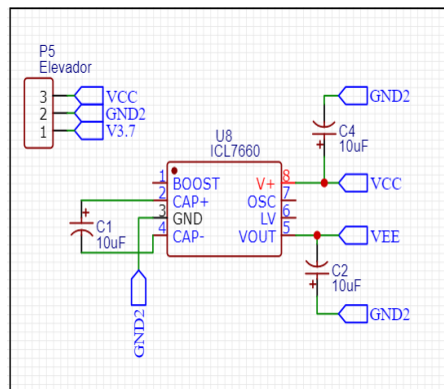 P5
Elevador
3 VCC
2 GND2
1 V3.7
U8
ICL7660
1 BOOST
2 CAP+
3 GND
4 CAP-
V+ 8
OSC 7
LV 6
VOUT 5
C1
10uF
GND2
GND2
C4
10uF
VCC
VEE
C2
10uF
GND2